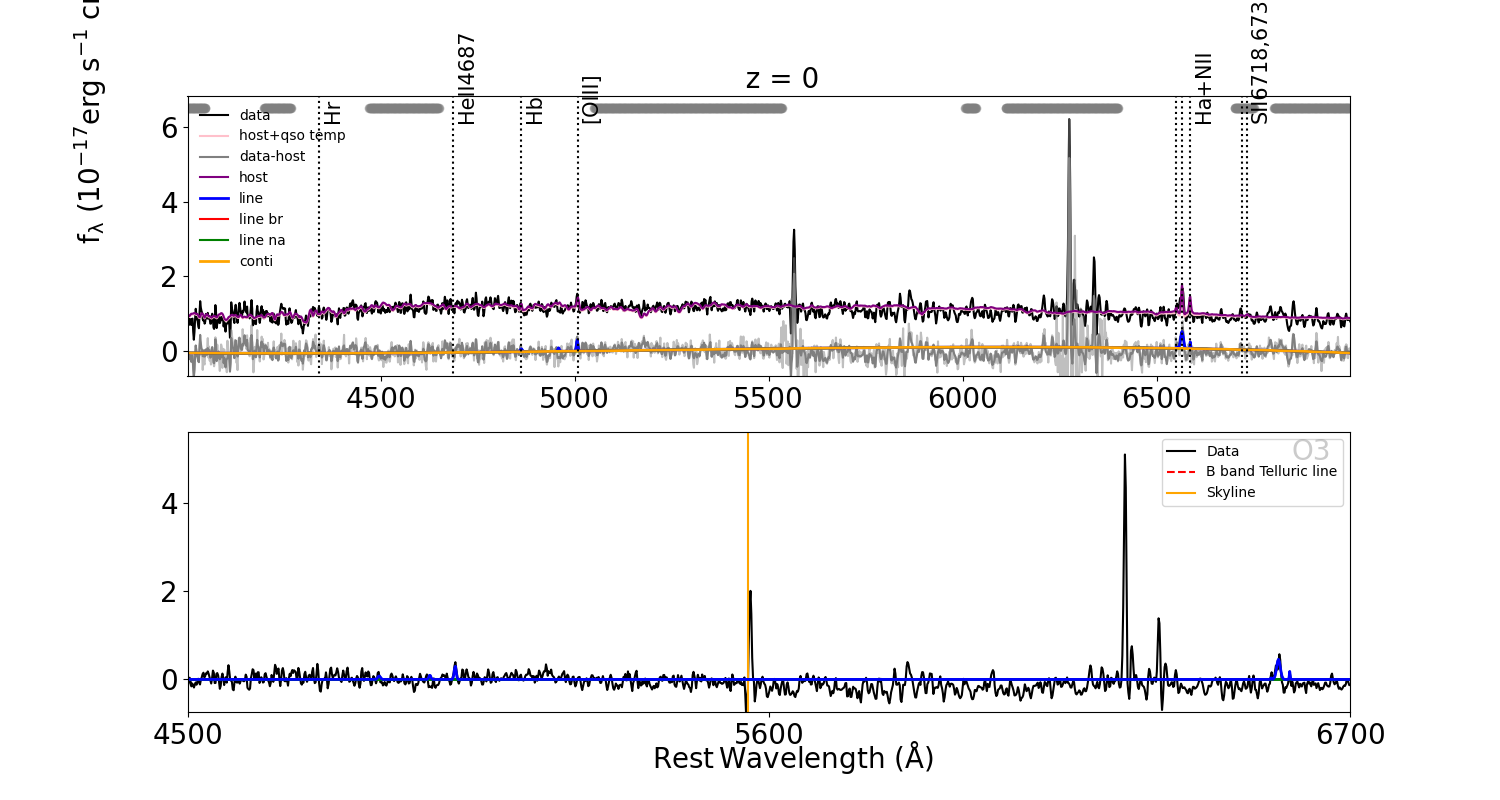 z = 0
fλ (10−17erg s−1 c
Hr
HeII4687
Hb
[OIII]
Ha+NII
SII6718,673
data
host+qso temp
data-host
host
line
line br
line na
conti
6
4
2
0
4500 5000 5500 6000 6500
O3
Data
B band Telluric line
Skyline
4
2
0
4500 5600 6700
Rest Wavelength (Å)